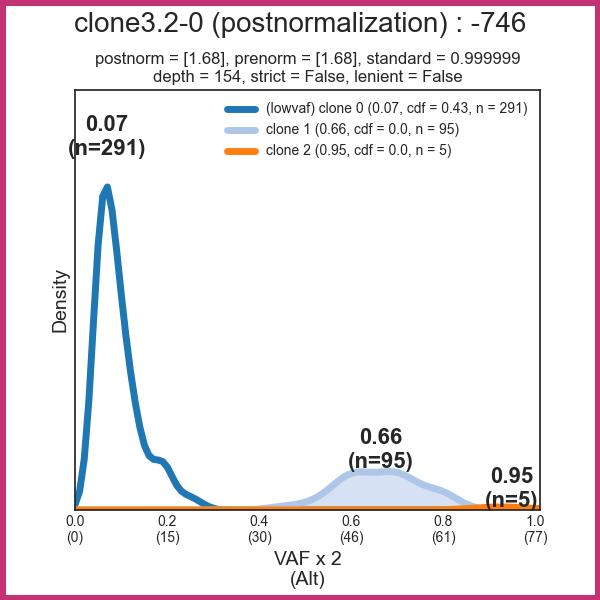 clone3.2-0 (postnormalization) : -746
postnorm = [1.68], prenorm = [1.68], standard = 0.999999
depth = 154, strict = False, lenient = False
(lowvaf) clone 0 (0.07, cdf = 0.43, n = 291)
clone 1 (0.66, cdf = 0.0, n = 95)
clone 2 (0.95, cdf = 0.0, n = 5)
0.07
(n=291)
0.66
(n=95)
0.95
(n=5)
Density
0.0 0.2 0.4 0.6 0.8 1.0
(0) (15) (30) (46) (61) (77)
VAF x 2
(Alt)